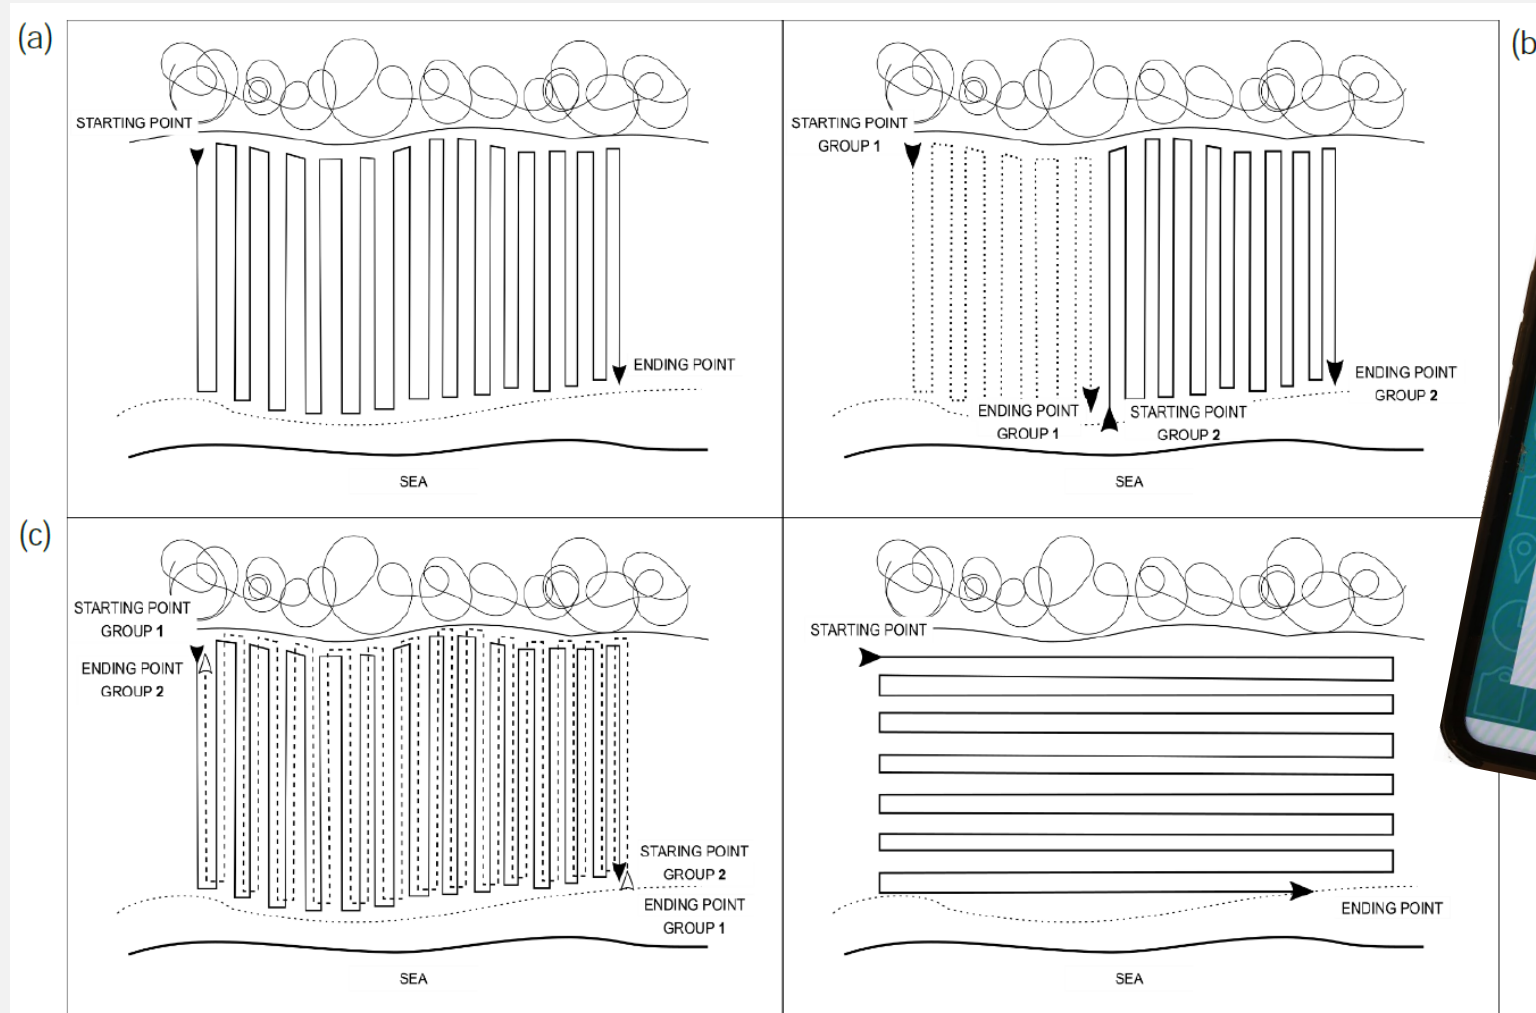 (a)
STARTING POINT
ENDING POINT
SEA
STARTING POINT
GROUP 1
ENDING POINT
GROUP 1
STARTING POINT
GROUP 2
ENDING POINT
GROUP 2
SEA
(b
(c)
STARTING POINT
GROUP 1
ENDING POINT
GROUP 2
STARING POINT
GROUP 2
ENDING POINT
GROUP 1
SEA
STARTING POINT
ENDING POINT
SEA